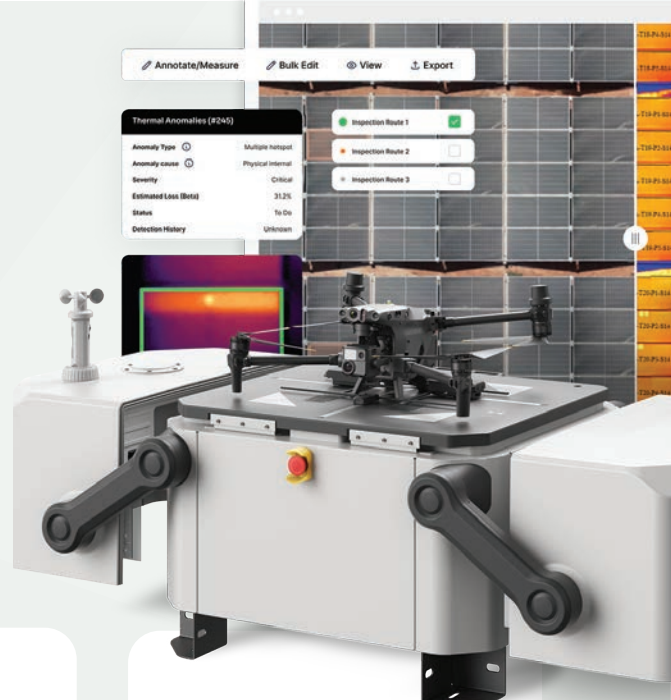 Annotate/Measure
Bulk Edit
View
Export
Thermal Anomalies (#245)
Anomaly Type Multiple hotspot
Anomaly cause Physical Internal
Severity Critical
Estimated Loss (Beta) 31.2%
Status To Do
Detection History Unknown
Inspection Route 1
Inspection Route 2
Inspection Route 3